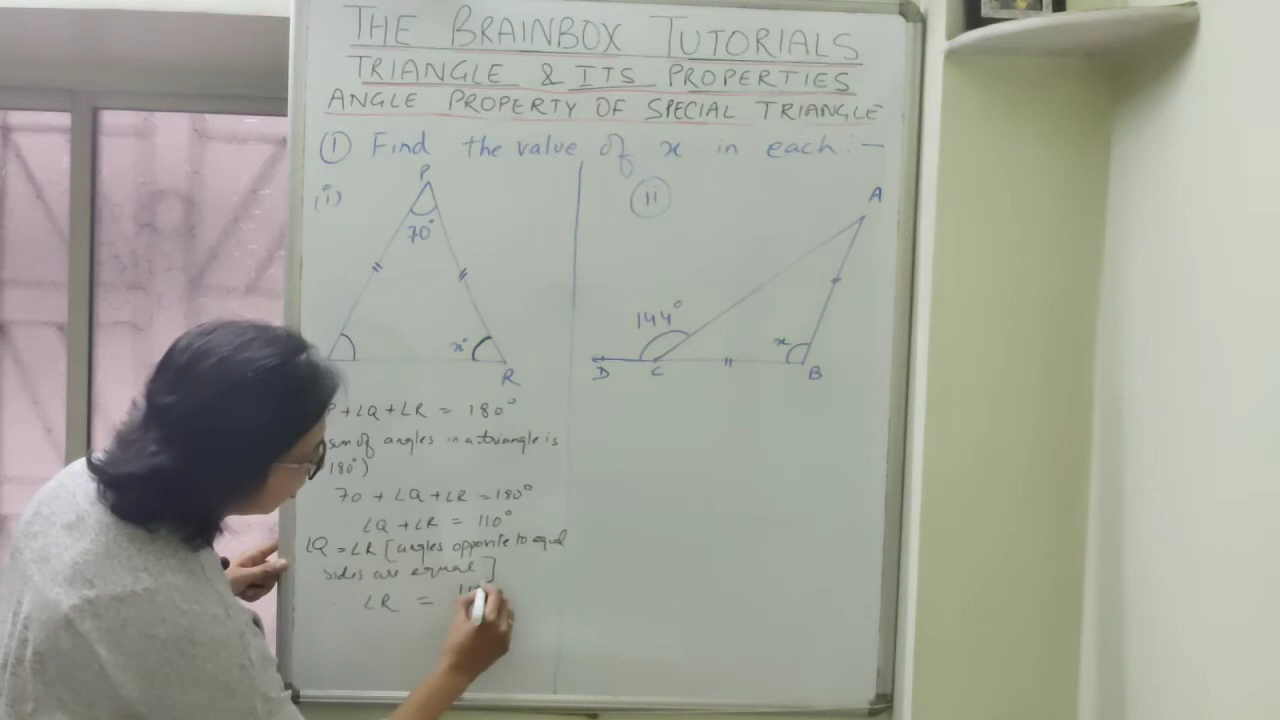 THE BRAINBOX TUTORIALS
TRIANGLE & ITS PROPERTIES
ANGLE PROPERTY OF SPECIAL TRIANGLE
① Find the value of x in each. —
(i)
P
70°
x°
R
ii
A
144°
x
D C B
P + ∠Q + ∠R = 180°
sum of angles in a triangle is
180°)
70 + ∠Q + ∠R = 180°
∠Q + ∠R = 110°
∠Q = ∠R [angles opposite to equal
sides are equal]
∠R =